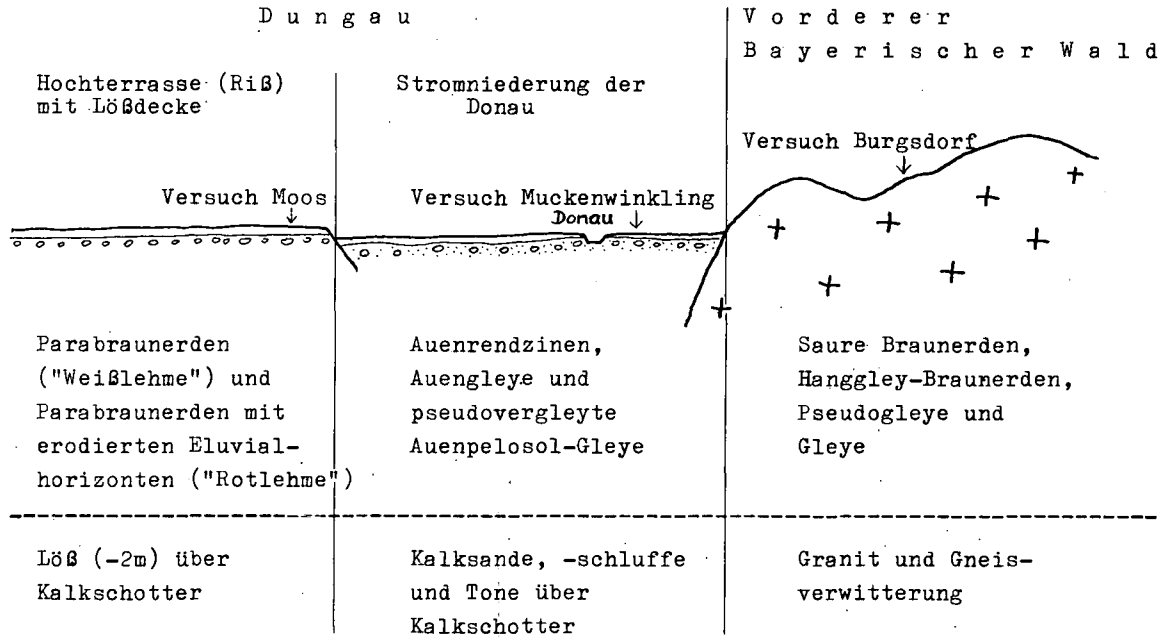 Dungau
Vorderer
Bayerischer Wald
Hochterrasse (Riß)
mit Lößdecke
Stromniederung der
Donau
Versuch Burgsdorf
Versuch Moos
Versuch Muckenwinkling
Donau
Parabraunerden
("Weißlehme") und
Parabraunerden mit
erodierten Eluvial-
horizonten ("Rotlehme")
Auenrendzinen,
Auengleye und
pseudovergleyte
Auenpelosol-Gleye
Saure Braunerden,
Hanggley-Braunerden,
Pseudogleye und
Gleye
Löß (-2m) über
Kalkschotter
Kalksande, -schluffe
und Tone über
Kalkschotter
Granit und Gneis-
verwitterung